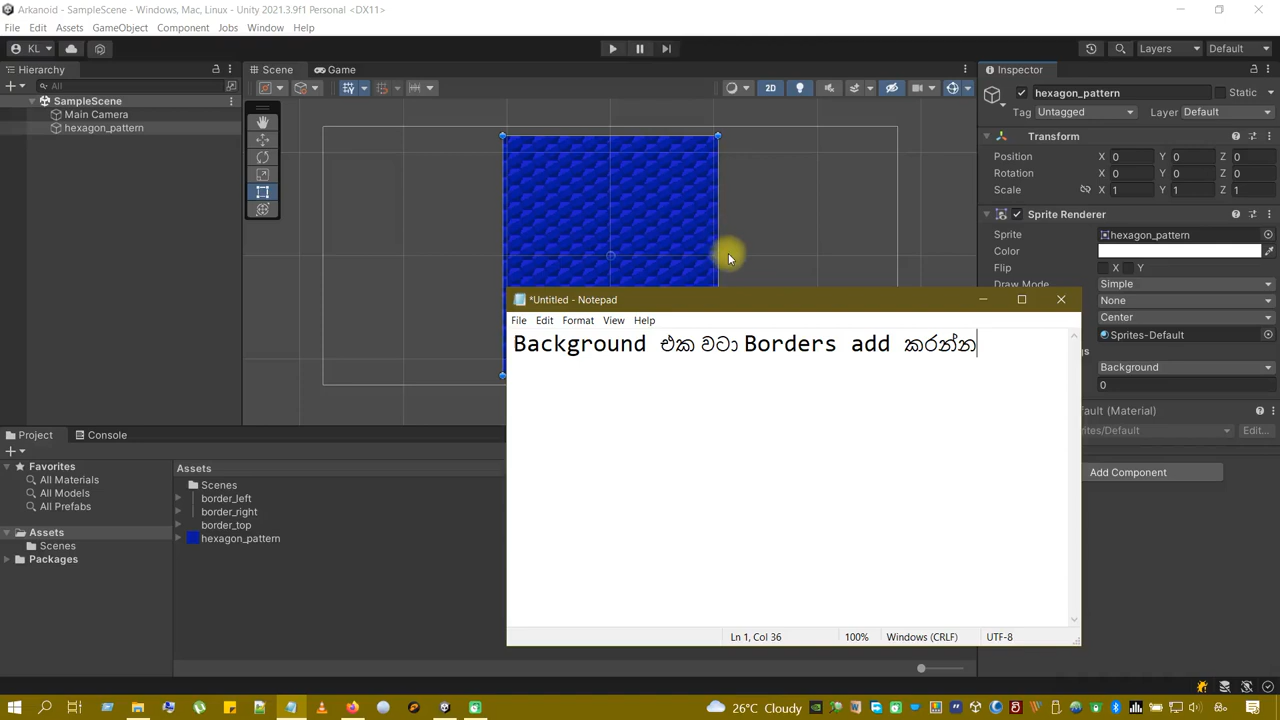 Arkanoid - SampleScene - Windows, Mac, Linux - Unity 2021.3.9f1 Personal <DX11>
File Edit Assets GameObject Component Jobs Window Help
KL Layers Default
Hierarchy Scene Game Inspector
All 2D hexagon_pattern Static
SampleScene
Main Camera Tag Untagged Layer Default
hexagon_pattern
Transform
Position X 0 Y 0 Z 0
Rotation X 0 Y 0 Z 0
Scale X 1 Y 1 Z 1
Sprite Renderer
Sprite hexagon_pattern
Color
Flip X Y
Draw Mode Simple
*Untitled - Notepad None
File Edit Format View Help Center
Background එක වටා Borders add කරන්න Sprites-Default
Background
0
Project Console
Favorites Assets
All Materials Scenes
All Models border_left
All Prefabs border_right
border_top
Assets hexagon_pattern
Scenes
Packages
(Material)
Edit...
Add Component
Ln 1, Col 36 100% Windows (CRLF) UTF-8
26°C Cloudy